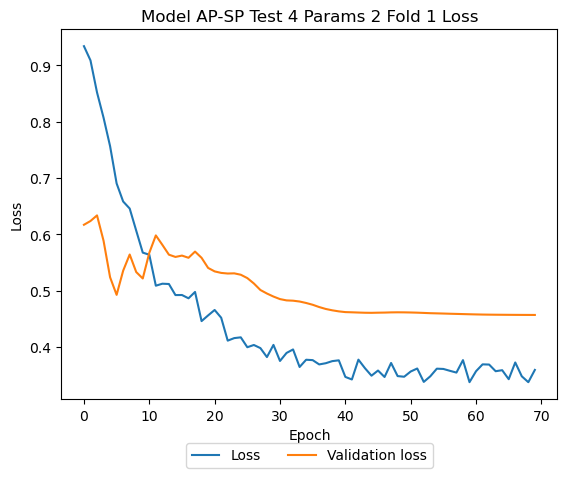 Model AP-SP Test 4 Params 2 Fold 1 Loss
0.9
0.8
0.7
0.6
0.5
0.4
Loss
0 10 20 30 40 50 60 70
Epoch
Loss Validation loss